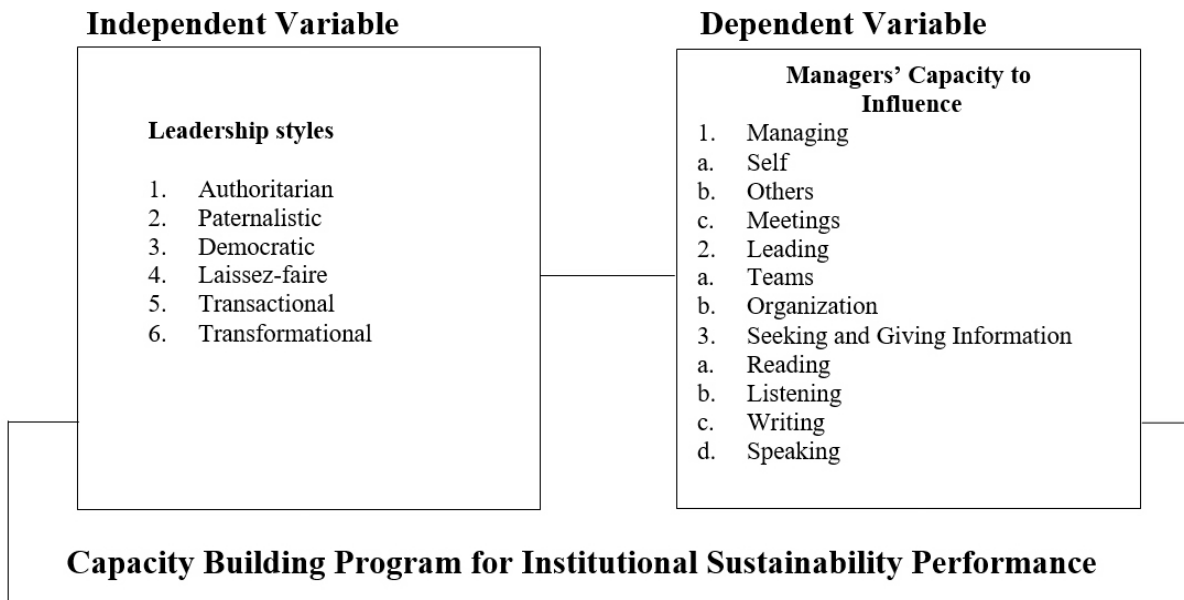 Independent Variable
Leadership styles
1. Authoritarian
2. Paternalistic
3. Democratic
4. Laissez-faire
5. Transactional
6. Transformational
Dependent Variable
Managers’ Capacity to
Influence
1. Managing
a. Self
b. Others
c. Meetings
2. Leading
a. Teams
b. Organization
3. Seeking and Giving Information
a. Reading
b. Listening
c. Writing
d. Speaking
Capacity Building Program for Institutional Sustainability Performance